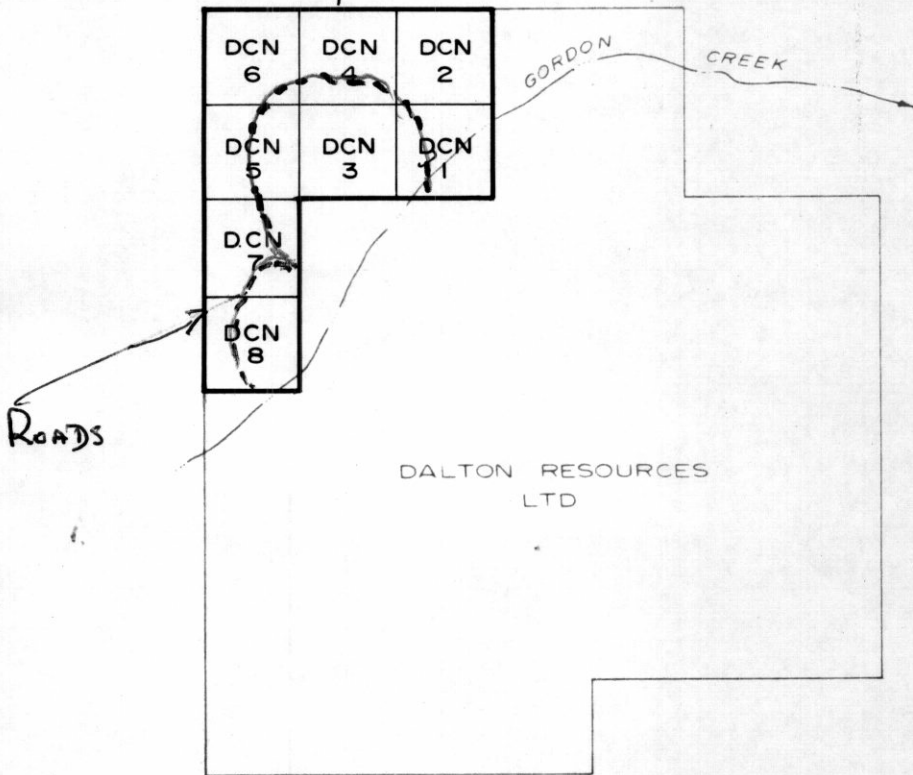 DCN
6
DCN
4
DCN
2
GORDON CREEK
DCN
5
DCN
3
DCN
1
DCN
7
DCN
8
ROADS
DALTON RESOURCES
LTD